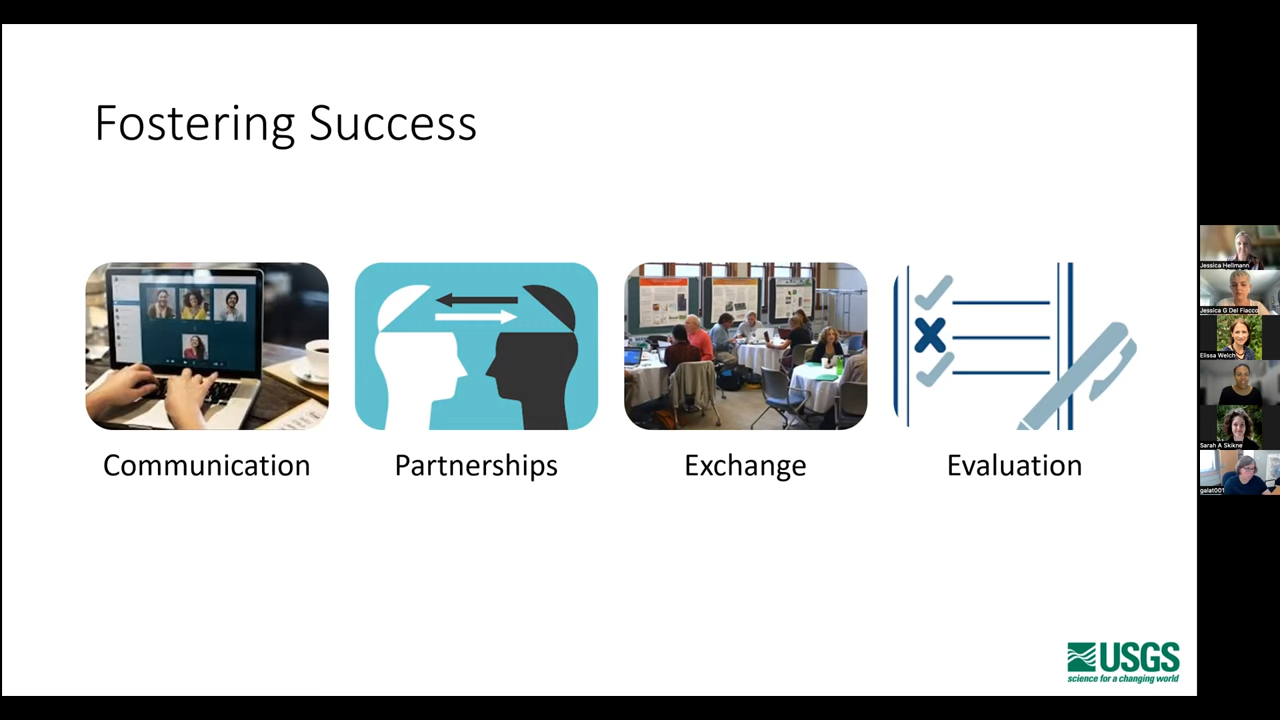 Fostering Success
Communication
Partnerships
Exchange
Evaluation
USGS
science for a changing world
Jessica Hellmann
Jessica G Del Fiacco
Elissa Welch
Sarah A Skikne
galat001